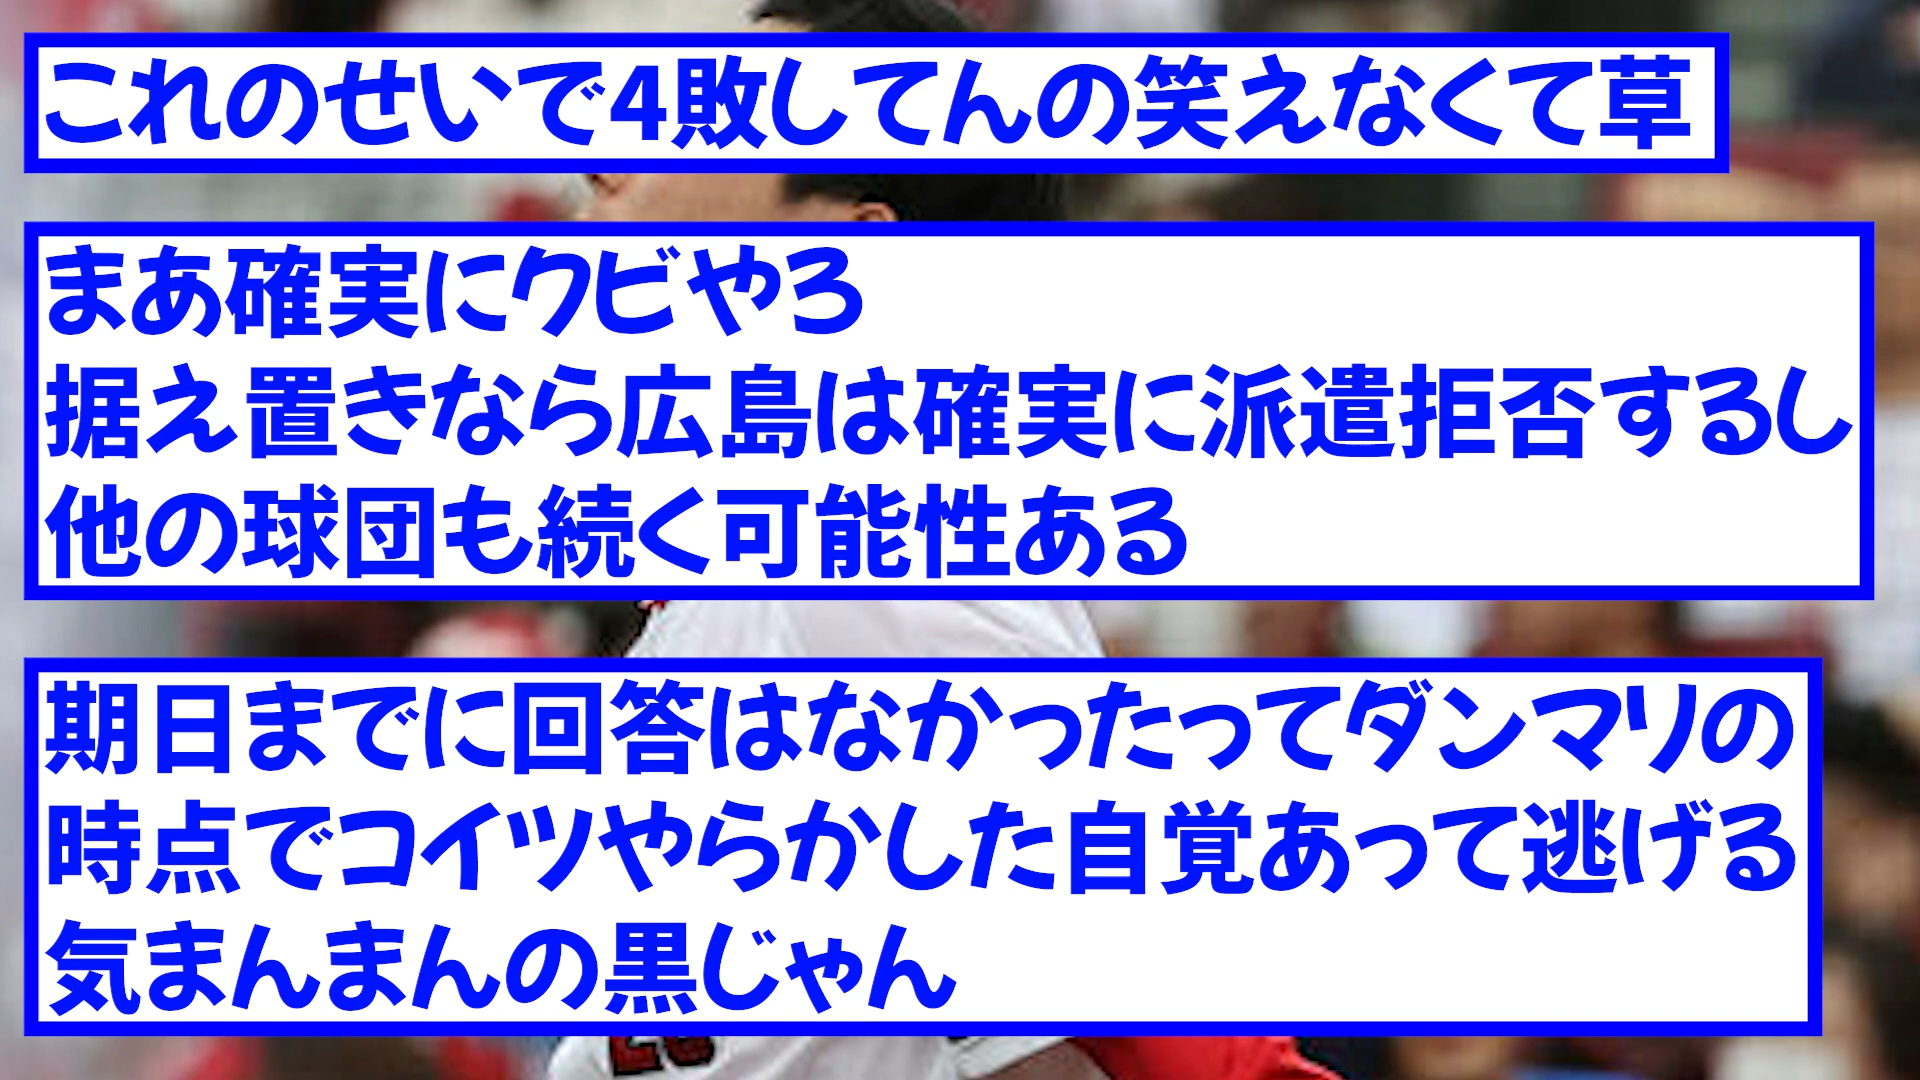 これのせいで4敗してんの笑えなくて草
まあ確実にクビやろ
据え置きなら広島は確実に派遣拒否するし
他の球団も続く可能性ある
期日までに回答はなかったってダンマリの
時点でコイツやらかした自覚あって逃げる
気まんまんの黒じゃん